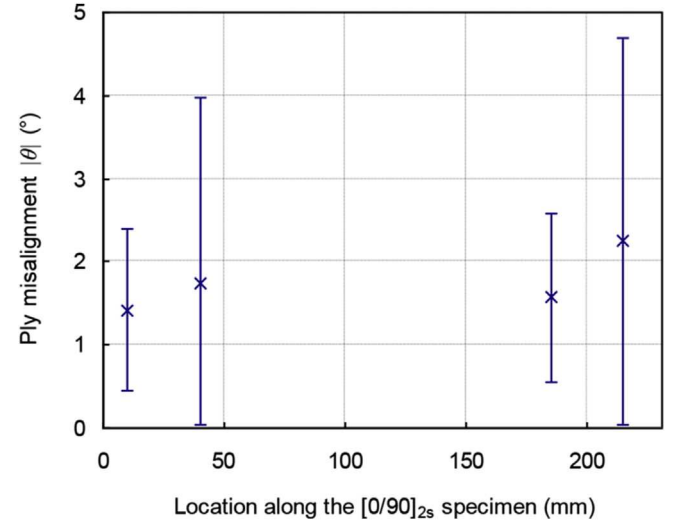 5
4
3
2
1
0
Ply misalignment |θ| (°)
0 50 100 150 200
Location along the [0/90]₂ₛ specimen (mm)